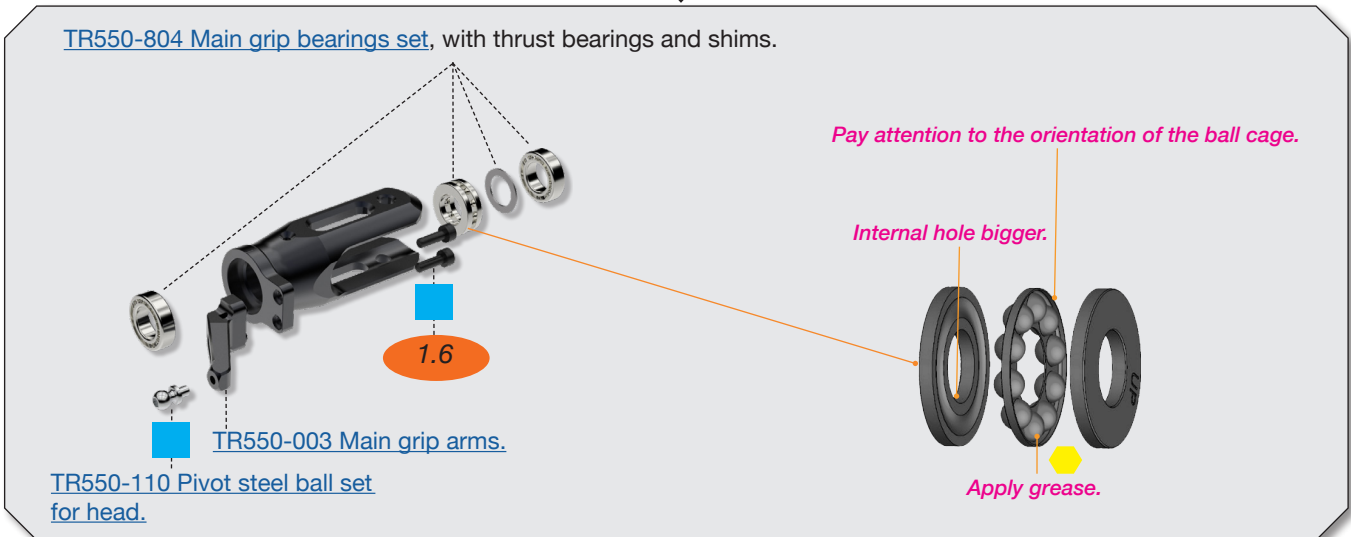 TR550-804 Main grip bearings set, with thrust bearings and shims.
Pay attention to the orientation of the ball cage.
Internal hole bigger.
1.6
UP
TR550-003 Main grip arms.
TR550-110 Pivot steel ball set
for head.
Apply grease.